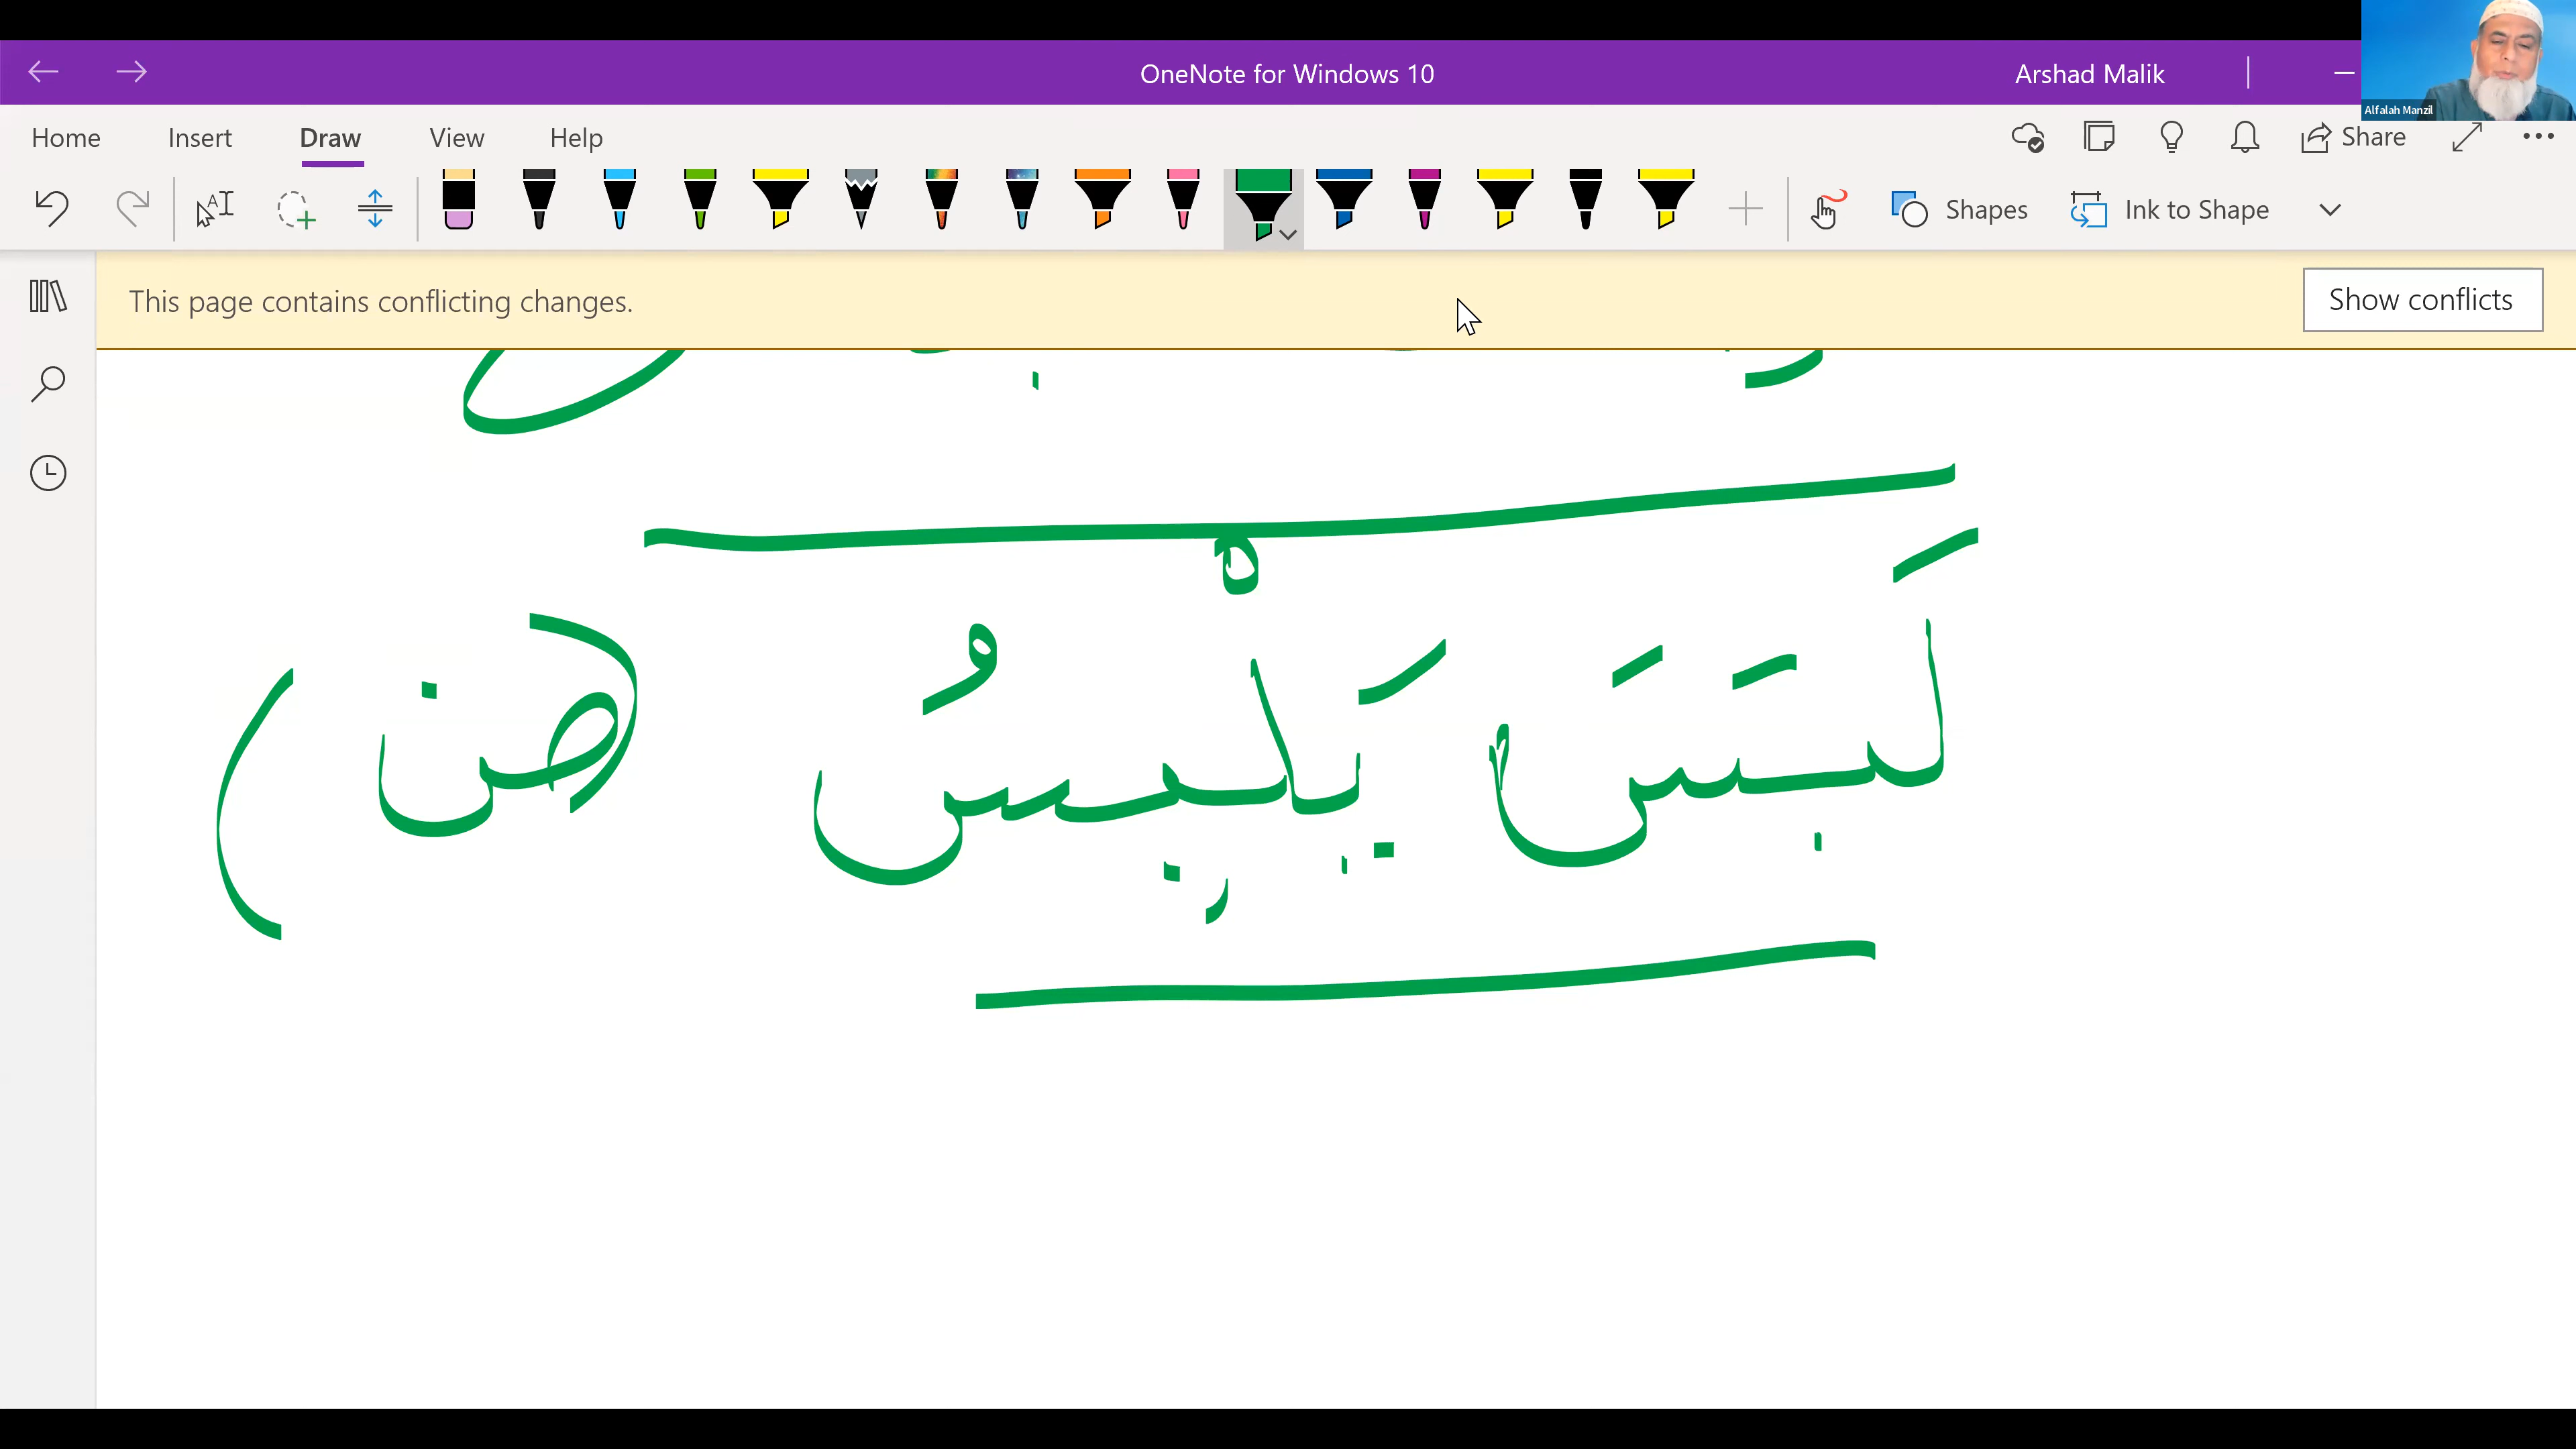 OneNote for Windows 10
Arshad Malik
Alfalah Manzil
Home Insert Draw View Help
Share
Shapes Ink to Shape
This page contains conflicting changes.
Show conflicts
لَبَسَ يَلْبِسُ (ض)